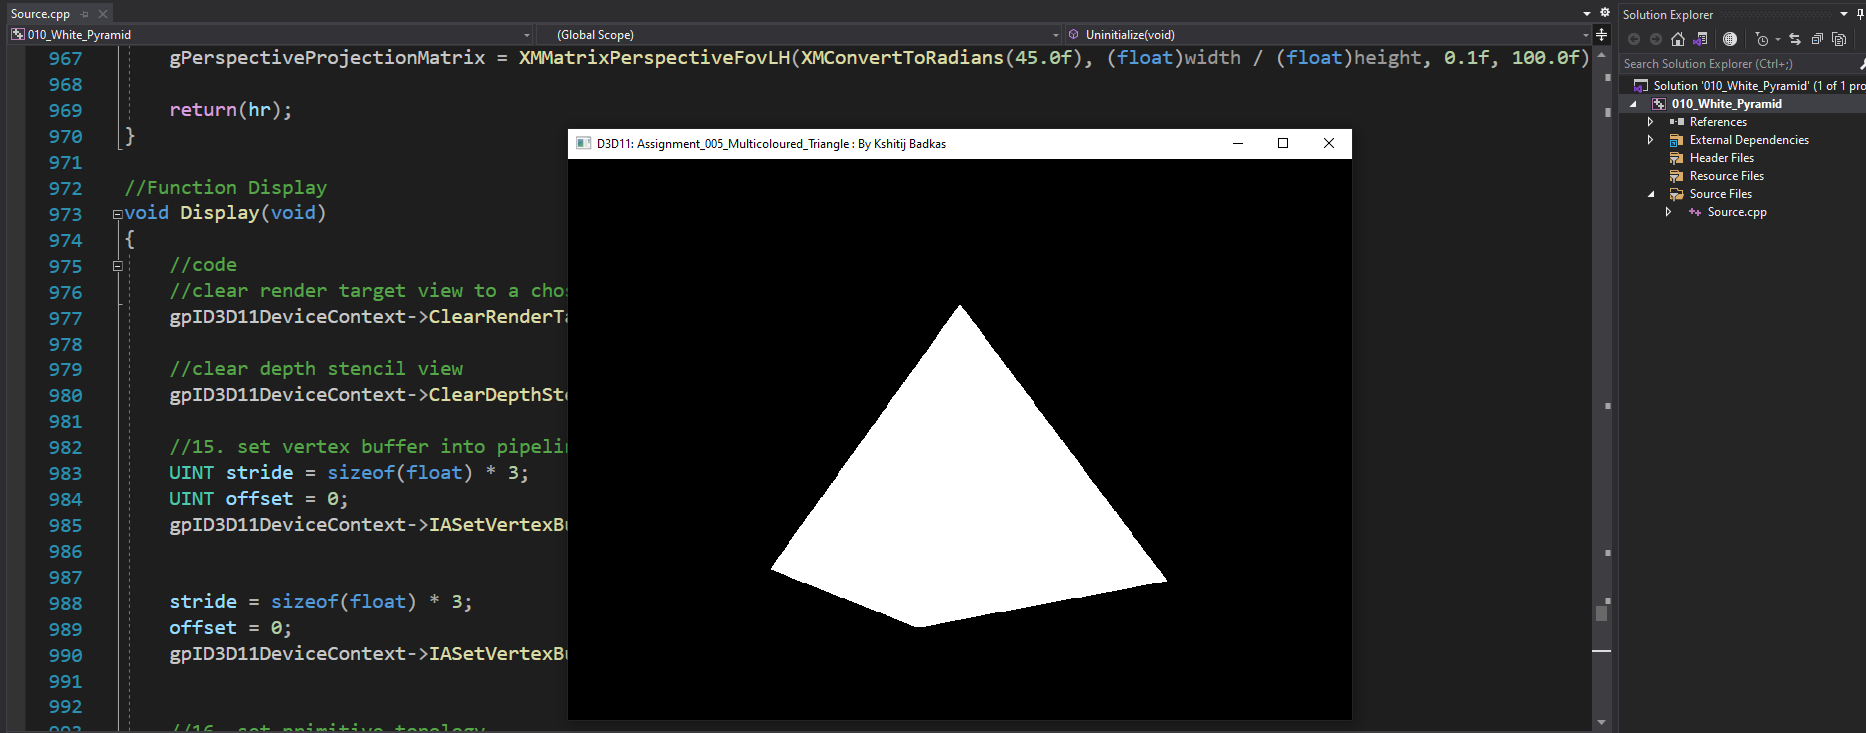 Source.cpp
010_White_Pyramid
(Global Scope)
Uninitialize(void)
967 gPerspectiveProjectionMatrix = XMMatrixPerspectiveFovLH(XMConvertToRadians(45.0f), (float)width / (float)height, 0.1f, 100.0f)
968
969 return(hr);
970 }
971
972 //Function Display
973 void Display(void)
974 {
975 //code
976 //clear render target view to a
977 gpID3D11DeviceContext->ClearRenderTa
978
979 //clear depth stencil view
980 gpID3D11DeviceContext->ClearDepthSte
981
982 //15. set vertex buffer into pipelin
983 UINT stride = sizeof(float) * 3;
984 UINT offset = 0;
985 gpID3D11DeviceContext->IASetVertexBu
986
987
988 stride = sizeof(float) * 3;
989 offset = 0;
990 gpID3D11DeviceContext->IASetVertexBu
991
992
D3D11: Assignment_005_Multicoloured_Triangle : By Kshitij Badkas
Solution Explorer
Search Solution Explorer (Ctrl+;)
Solution '010_White_Pyramid' (1 of 1 pro
010_White_Pyramid
References
External Dependencies
Header Files
Resource Files
Source Files
Source.cpp